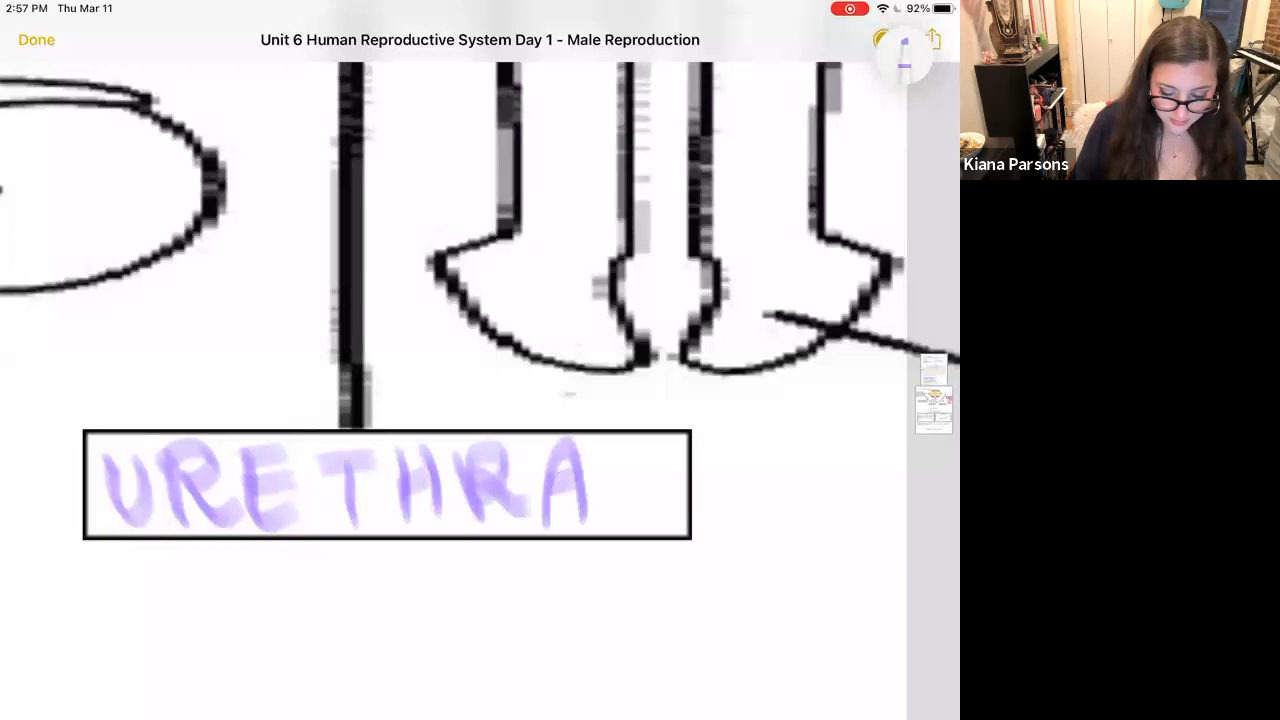 2:57 PM Thu Mar 11
92%
Done
Unit 6 Human Reproductive System Day 1 - Male Reproduction
Kiana Parsons
URETHRA